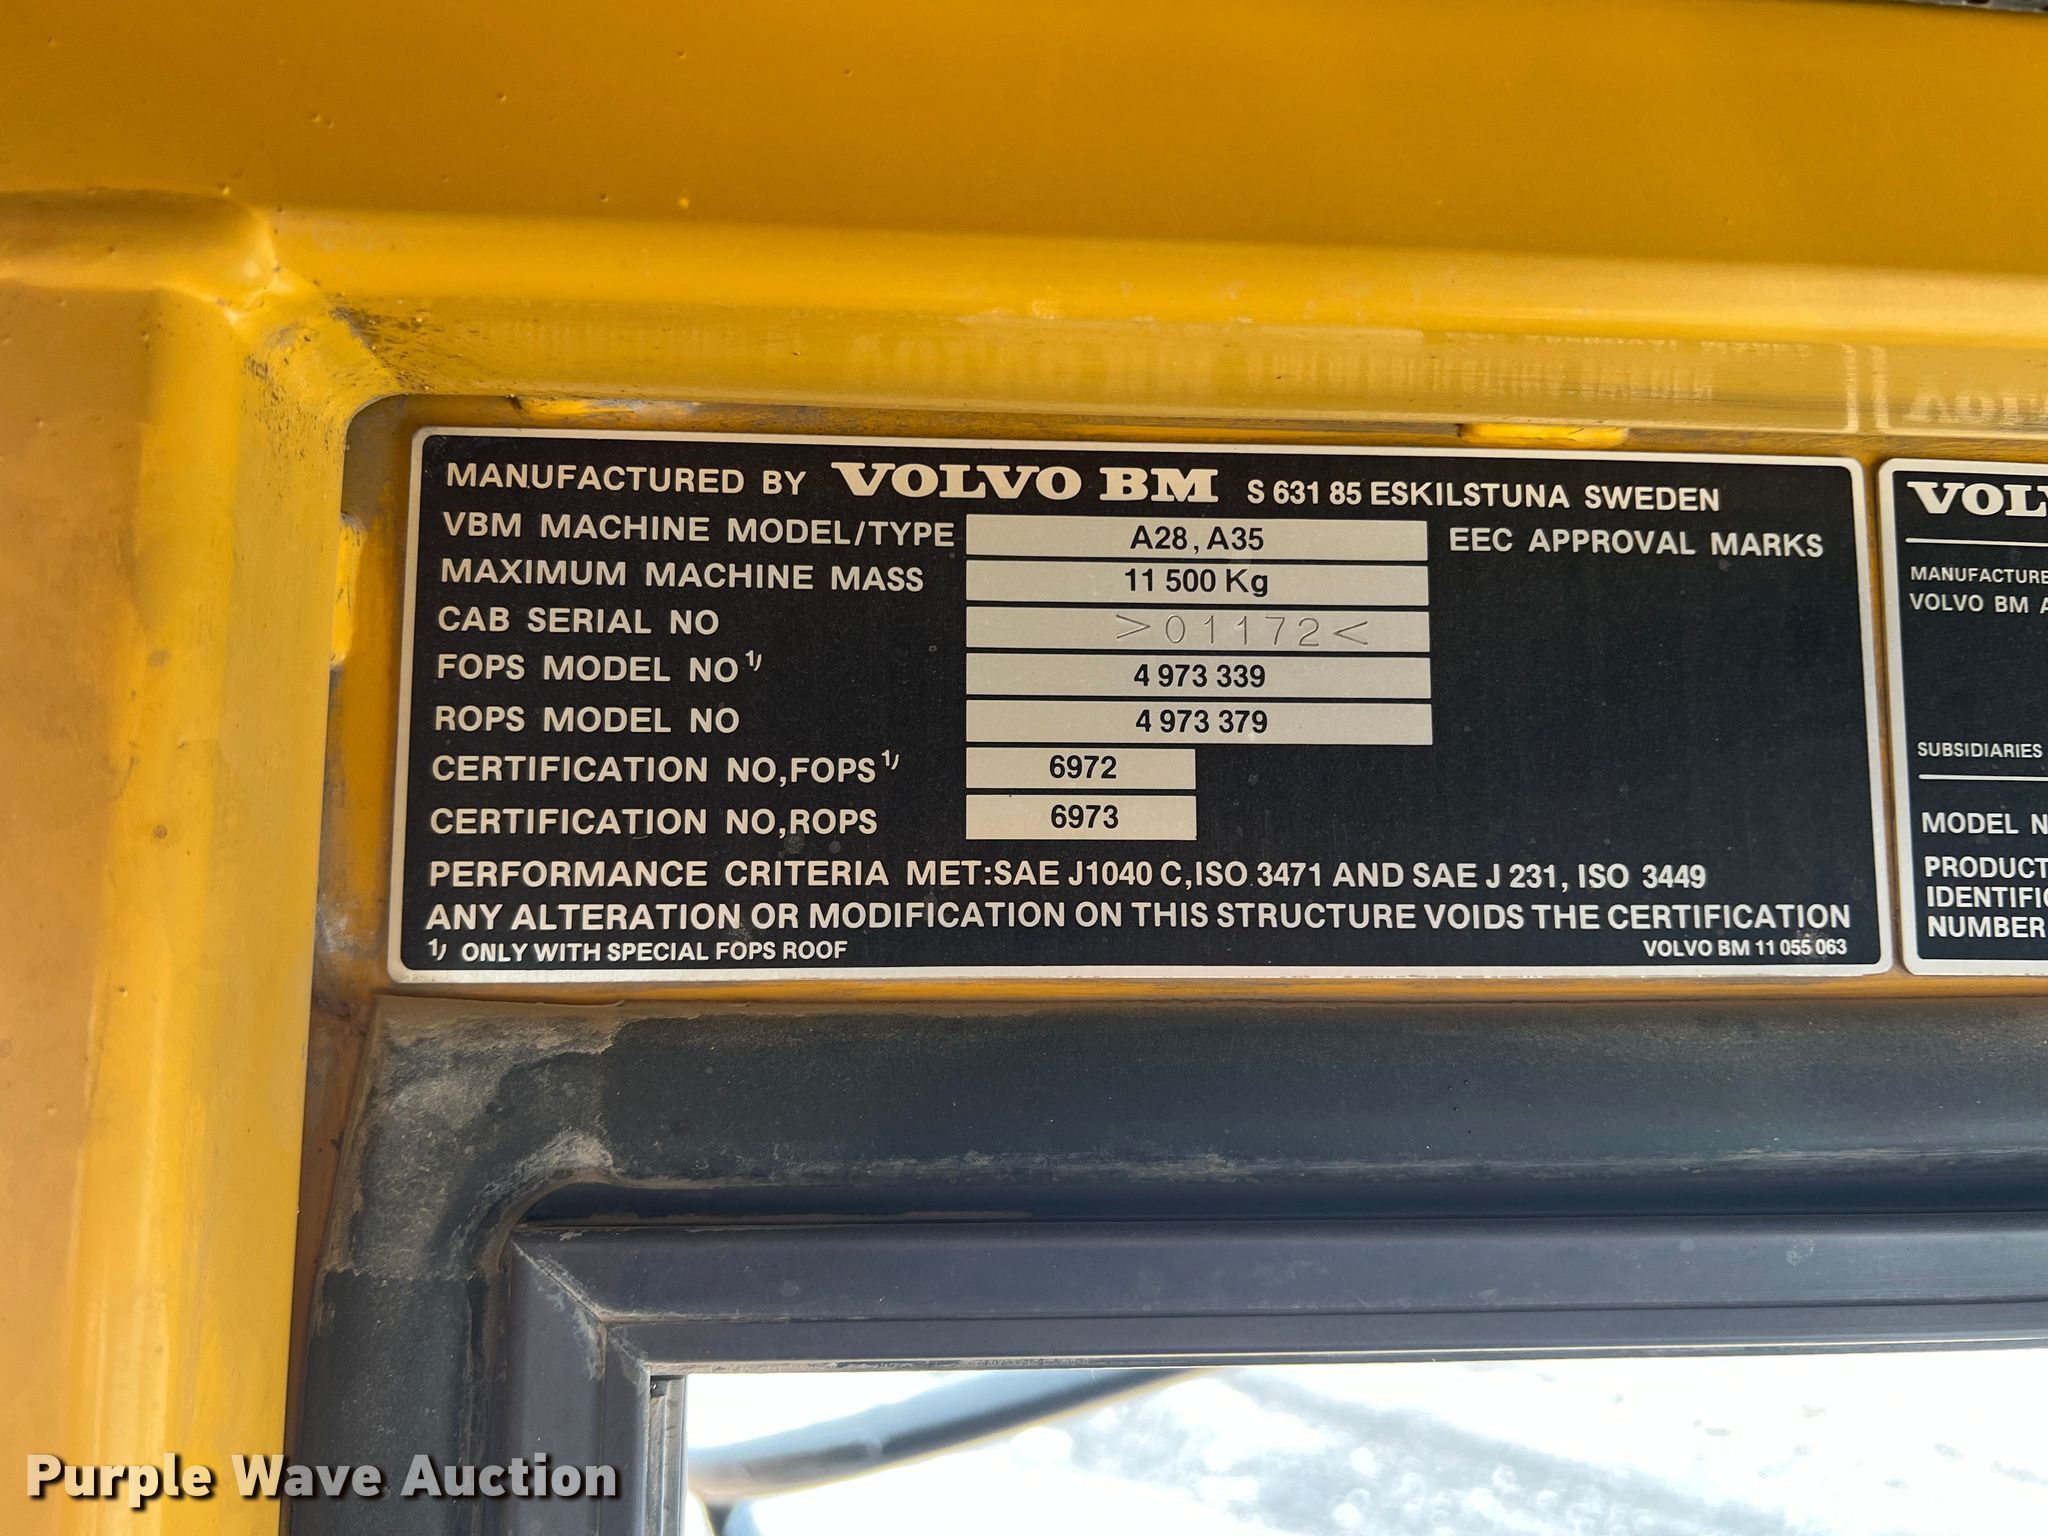 MANUFACTURED BY VOLVO BM S 631 85 ESKILSTUNA SWEDEN
VBM MACHINE MODEL/TYPE A28, A35 EEC APPROVAL MARKS
MAXIMUM MACHINE MASS 11 500 Kg
CAB SERIAL NO >01172<
FOPS MODEL NO 1) 4 973 339
ROPS MODEL NO 4 973 379
CERTIFICATION NO, FOPS 1) 6972
CERTIFICATION NO, ROPS 6973
PERFORMANCE CRITERIA MET: SAE J1040 C, ISO 3471 AND SAE J 231, ISO 3449
ANY ALTERATION OR MODIFICATION ON THIS STRUCTURE VOIDS THE CERTIFICATION
1) ONLY WITH SPECIAL FOPS ROOF VOLVO BM 11 055 063
MANUFACTURE
VOLVO BM A
SUBSIDIARIES
MODEL N
PRODUCT
IDENTIFIC
NUMBER
Purple Wave Auction